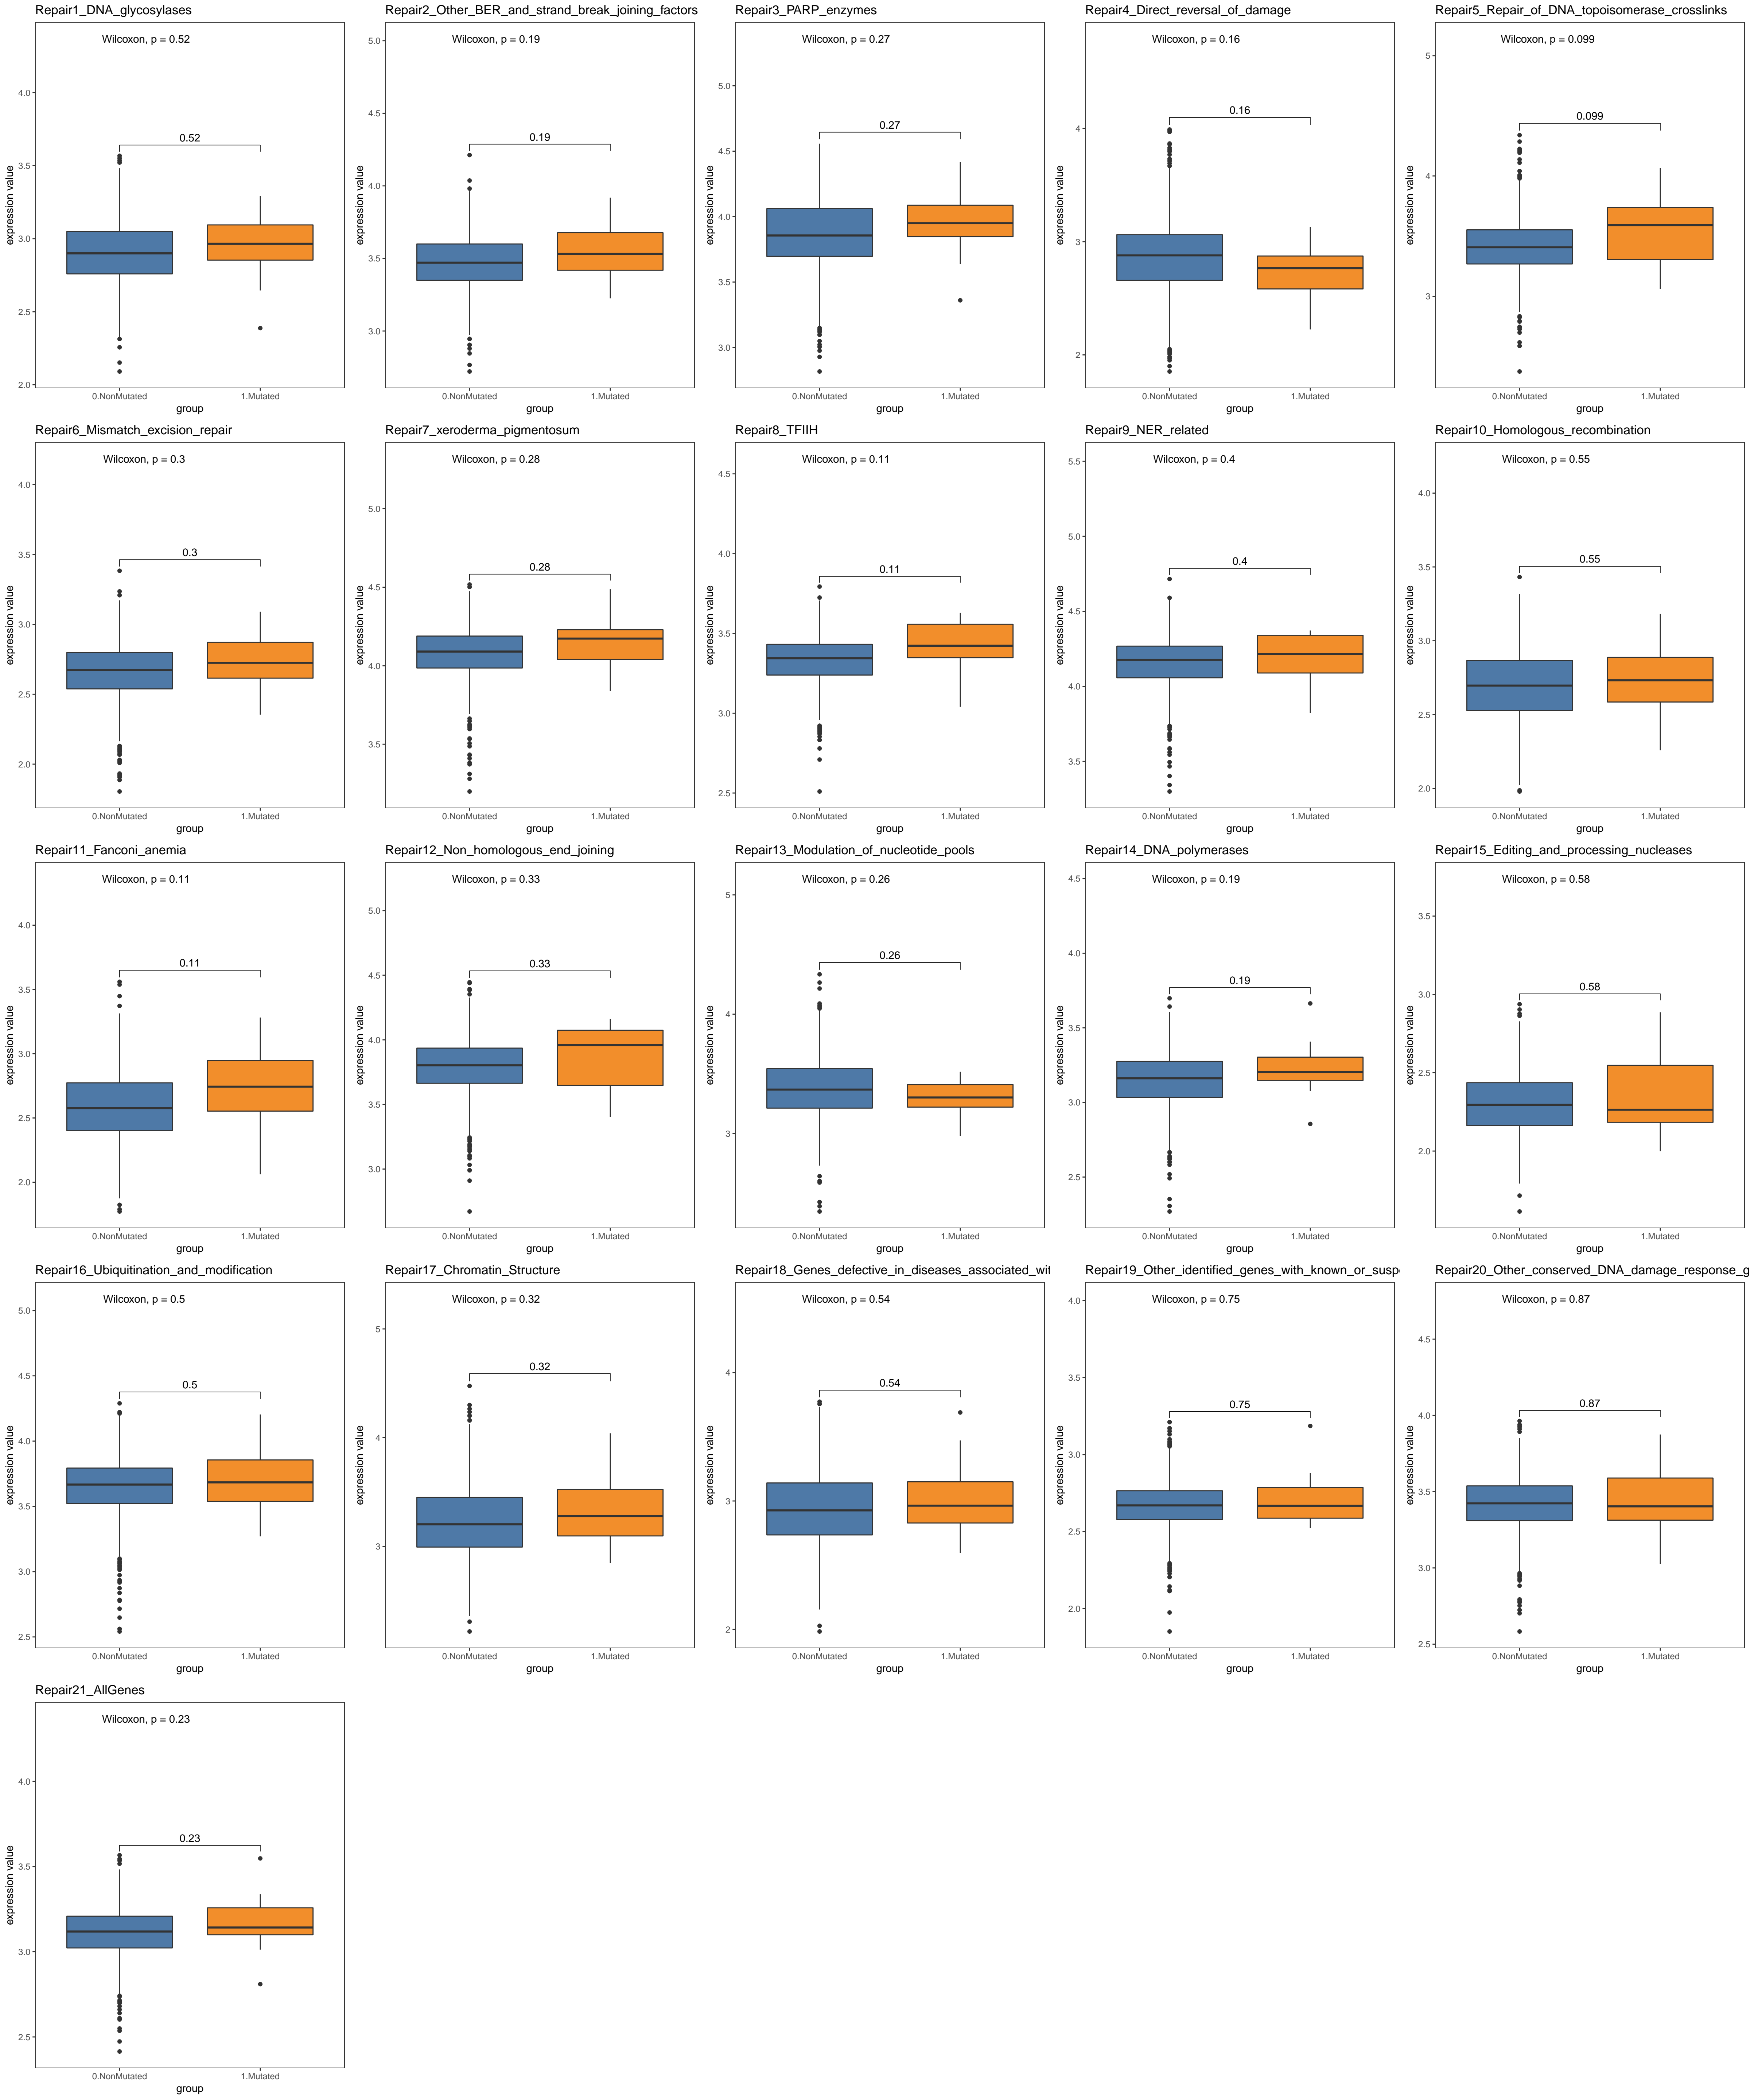 Repair1_DNA_glycosylases
Wilcoxon, p = 0.52
0.52
4.0
3.5
3.0
2.5
2.0
expression value
0.NonMutated
1.Mutated
group
Repair2_Other_BER_and_strand_break_joining_factors
Wilcoxon, p = 0.19
0.19
5.0
4.5
4.0
3.5
3.0
expression value
0.NonMutated
1.Mutated
group
Repair3_PARP_enzymes
Wilcoxon, p = 0.27
0.27
5.0
4.5
4.0
3.5
3.0
expression value
0.NonMutated
1.Mutated
group
Repair4_Direct_reversal_of_damage
Wilcoxon, p = 0.16
0.16
4
3
2
expression value
0.NonMutated
1.Mutated
group
Repair5_Repair_of_DNA_topoisomerase_crosslinks
Wilcoxon, p = 0.099
0.099
5
4
3
expression value
0.NonMutated
1.Mutated
group
Repair6_Mismatch_excision_repair
Wilcoxon, p = 0.3
0.3
4.0
3.5
3.0
2.5
2.0
expression value
0.NonMutated
1.Mutated
group
Repair7_xeroderma_pigmentosum
Wilcoxon, p = 0.28
0.28
5.0
4.5
4.0
3.5
expression value
0.NonMutated
1.Mutated
group
Repair8_TFIIH
Wilcoxon, p = 0.11
0.11
4.5
4.0
3.5
3.0
2.5
expression value
0.NonMutated
1.Mutated
group
Repair9_NER_related
Wilcoxon, p = 0.4
0.4
5.5
5.0
4.5
4.0
3.5
expression value
0.NonMutated
1.Mutated
group
Repair10_Homologous_recombination
Wilcoxon, p = 0.55
0.55
4.0
3.5
3.0
2.5
2.0
expression value
0.NonMutated
1.Mutated
group
Repair11_Fanconi_anemia
Wilcoxon, p = 0.11
0.11
4.0
3.5
3.0
2.5
2.0
expression value
0.NonMutated
1.Mutated
group
Repair12_Non_homologous_end_joining
Wilcoxon, p = 0.33
0.33
5.0
4.5
4.0
3.5
3.0
expression value
0.NonMutated
1.Mutated
group
Repair13_Modulation_of_nucleotide_pools
Wilcoxon, p = 0.26
0.26
5
4
3
expression value
0.NonMutated
1.Mutated
group
Repair14_DNA_polymerases
Wilcoxon, p = 0.19
0.19
4.5
4.0
3.5
3.0
2.5
expression value
0.NonMutated
1.Mutated
group
Repair15_Editing_and_processing_nucleases
Wilcoxon, p = 0.58
0.58
3.5
3.0
2.5
2.0
expression value
0.NonMutated
1.Mutated
group
Repair16_Ubiquitination_and_modification
Wilcoxon, p = 0.5
0.5
5.0
4.5
4.0
3.5
3.0
2.5
expression value
0.NonMutated
1.Mutated
group
Repair17_Chromatin_Structure
Wilcoxon, p = 0.32
0.32
5
4
3
expression value
0.NonMutated
1.Mutated
group
Repair18_Genes_defective_in_diseases_associated_wit
Wilcoxon, p = 0.54
0.54
4
3
2
expression value
0.NonMutated
1.Mutated
group
Repair19_Other_identified_genes_with_known_or_susp
Wilcoxon, p = 0.75
0.75
4.0
3.5
3.0
2.5
2.0
expression value
0.NonMutated
1.Mutated
group
Repair20_Other_conserved_DNA_damage_response_g
Wilcoxon, p = 0.87
0.87
4.5
4.0
3.5
3.0
2.5
expression value
0.NonMutated
1.Mutated
group
Repair21_AllGenes
Wilcoxon, p = 0.23
0.23
4.0
3.5
3.0
2.5
expression value
0.NonMutated
1.Mutated
group